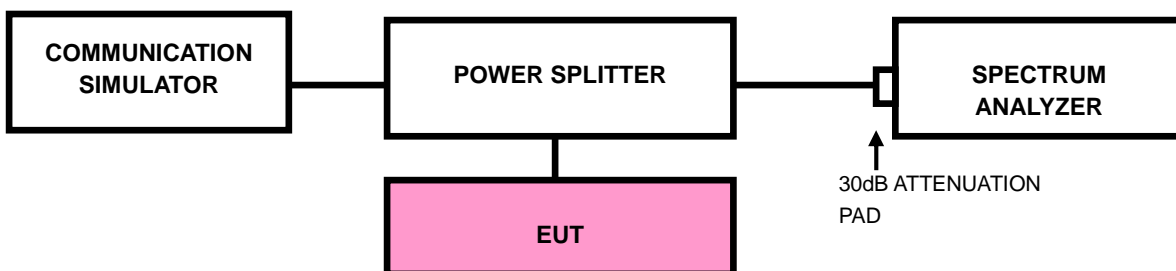 COMMUNICATION
SIMULATOR
POWER SPLITTER
SPECTRUM
ANALYZER
30dB ATTENUATION
PAD
EUT